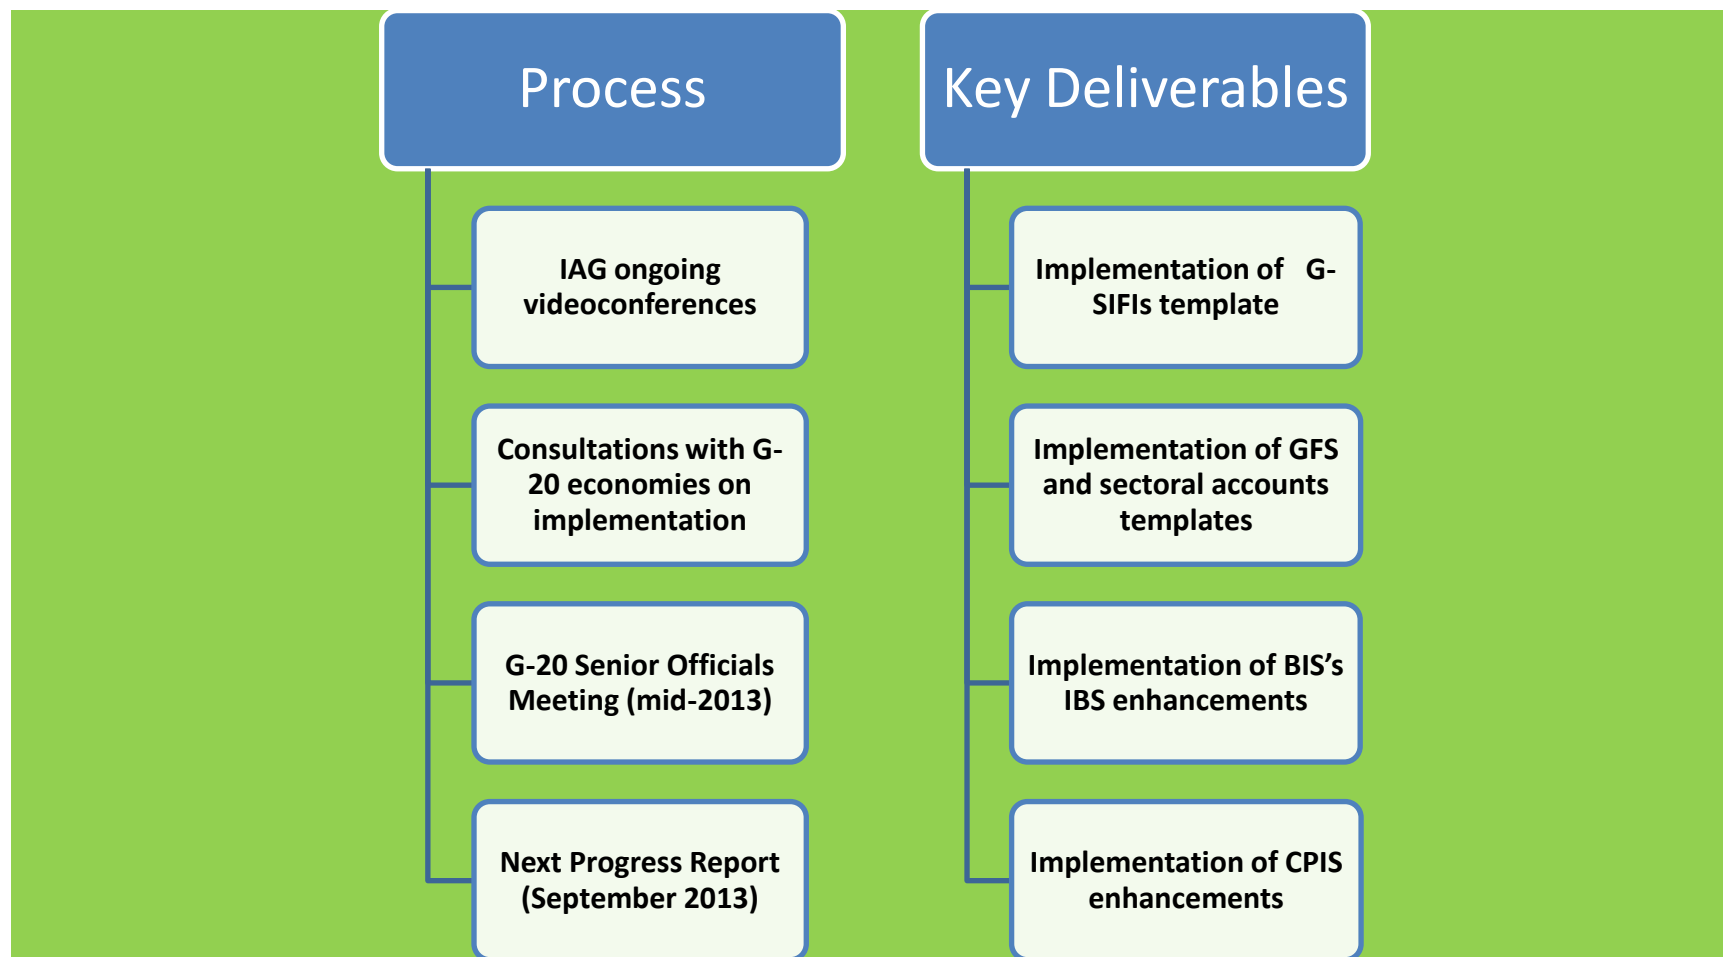 Process
IAG ongoing
videoconferences
Consultations with G-
20 economies on
implementation
G-20 Senior Officials
Meeting (mid-2013)
Next Progress Report
(September 2013)
Key Deliverables
Implementation of G-
SIFIs template
Implementation of GFS
and sectoral accounts
templates
Implementation of BIS’s
IBS enhancements
Implementation of CPIS
enhancements